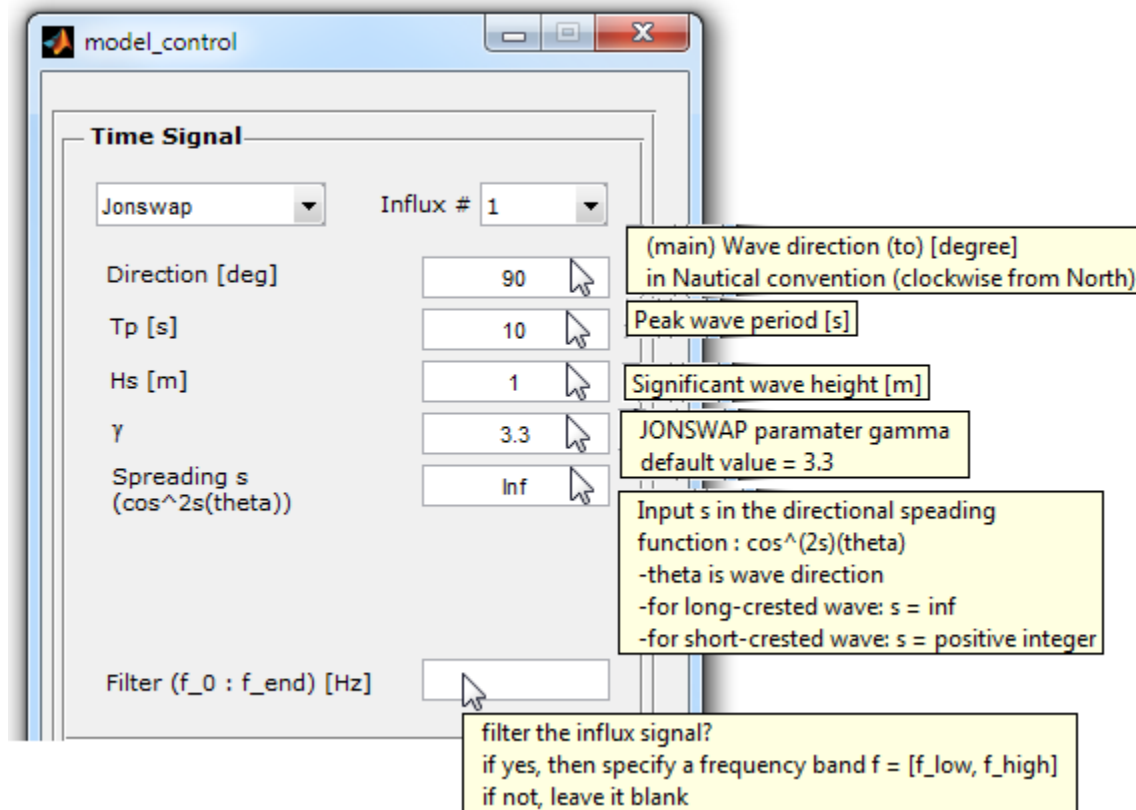 model_control
Time Signal
Jonswap
Influx # 1
Direction [deg] 90
(main) Wave direction (to) [degree]
in Nautical convention (clockwise from North)
Tp [s] 10
Peak wave period [s]
Hs [m] 1
Significant wave height [m]
γ 3.3
JONSWAP paramater gamma
default value = 3.3
Spreading s
(cos^2s(theta))
Inf
Input s in the directional speading
function : cos^(2s)(theta)
-theta is wave direction
-for long-crested wave: s = inf
-for short-crested wave: s = positive integer
Filter (f_0 : f_end) [Hz]
filter the influx signal?
if yes, then specify a frequency band f = [f_low, f_high]
if not, leave it blank